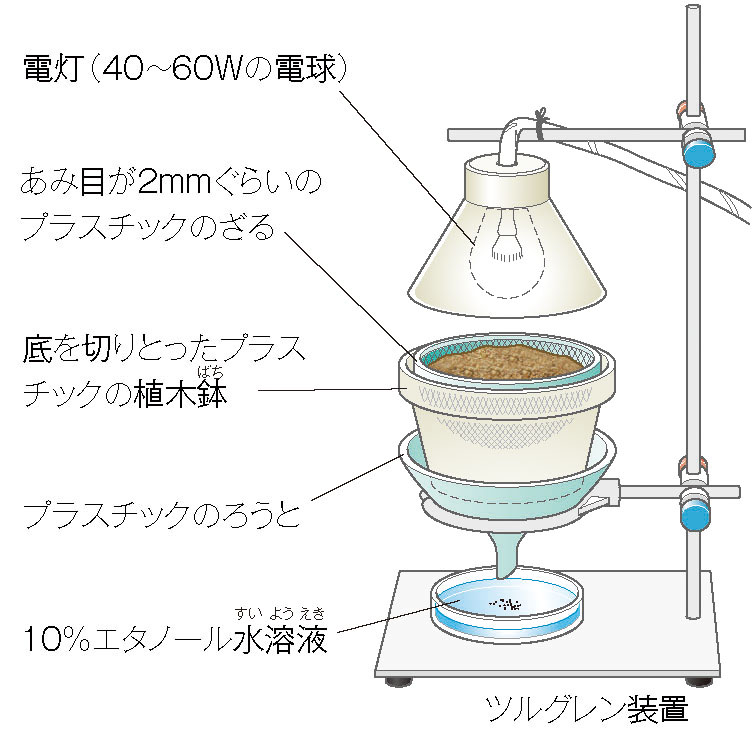 電灯（40～60Wの電球）
あみ目が2mmぐらいの
プラスチックのざる
底を切りとったプラス
ばち
チックの植木鉢
プラスチックのろうと
すいようえき
10%エタノール水溶液
ツルグレン装置